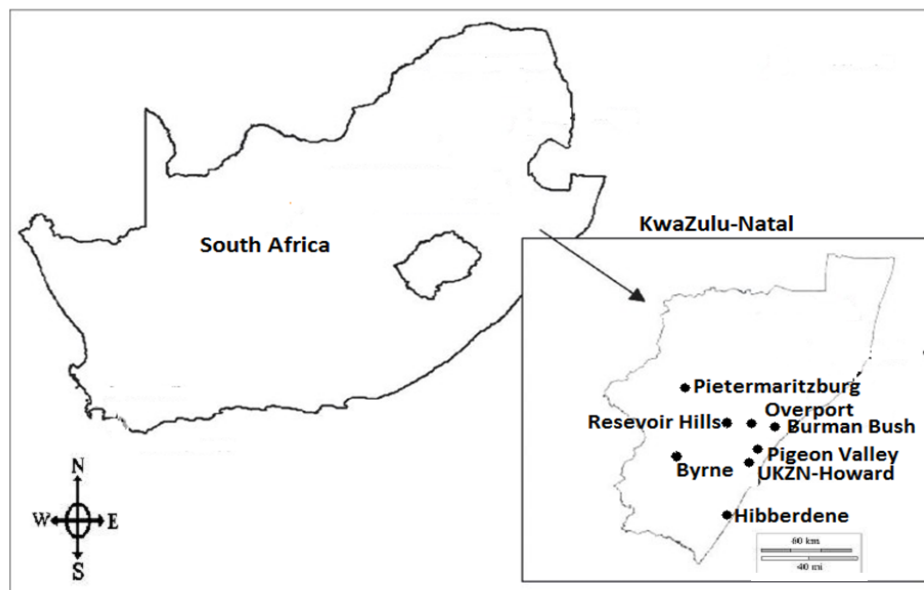 South Africa
KwaZulu-Natal
Pietermaritzburg
Resevoir Hills
Overport
Burman Bush
Pigeon Valley
Byrne
UKZN-Howard
Hibberdene
60 km
40 mi
N
W
E
S